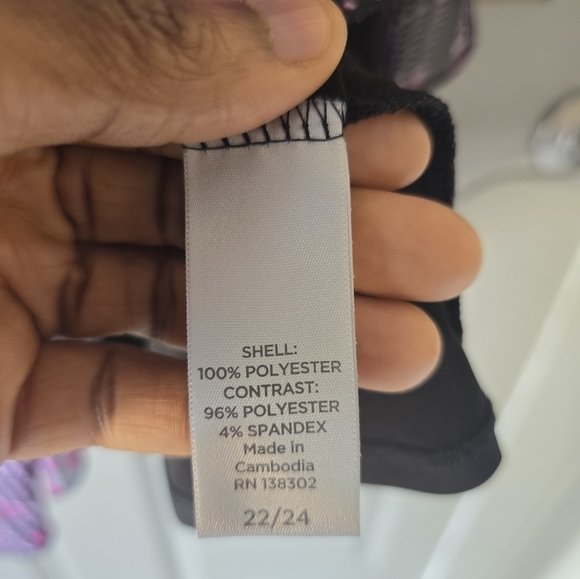 SHELL:
100% POLYESTER
CONTRAST:
96% POLYESTER
4% SPANDEX
Made in
Cambodia
RN 138302
22/24